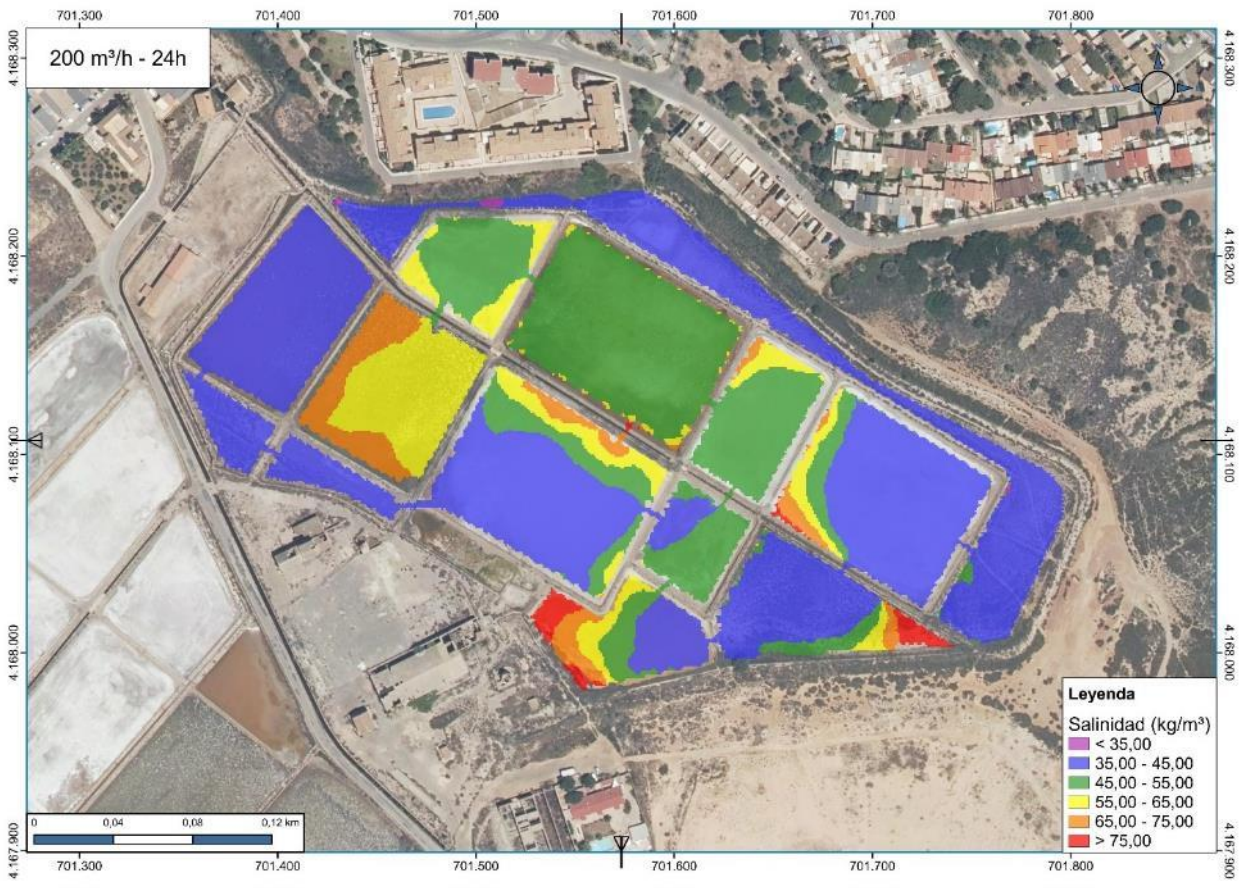 701.300 701.400 701.500 701.600 701.700 701.800
200 m³/h - 24h
4.168.300 4.168.300
4.168.200 4.168.200
4.168.100 4.168.100
4.168.000 4.168.000
Leyenda
Salinidad (kg/m³)
< 35,00
35,00 - 45,00
45,00 - 55,00
55,00 - 65,00
65,00 - 75,00
> 75,00
0 0,04 0,08 0,12 km
4.167.900 4.167.900
701.300 701.400 701.500 701.600 701.700 701.800